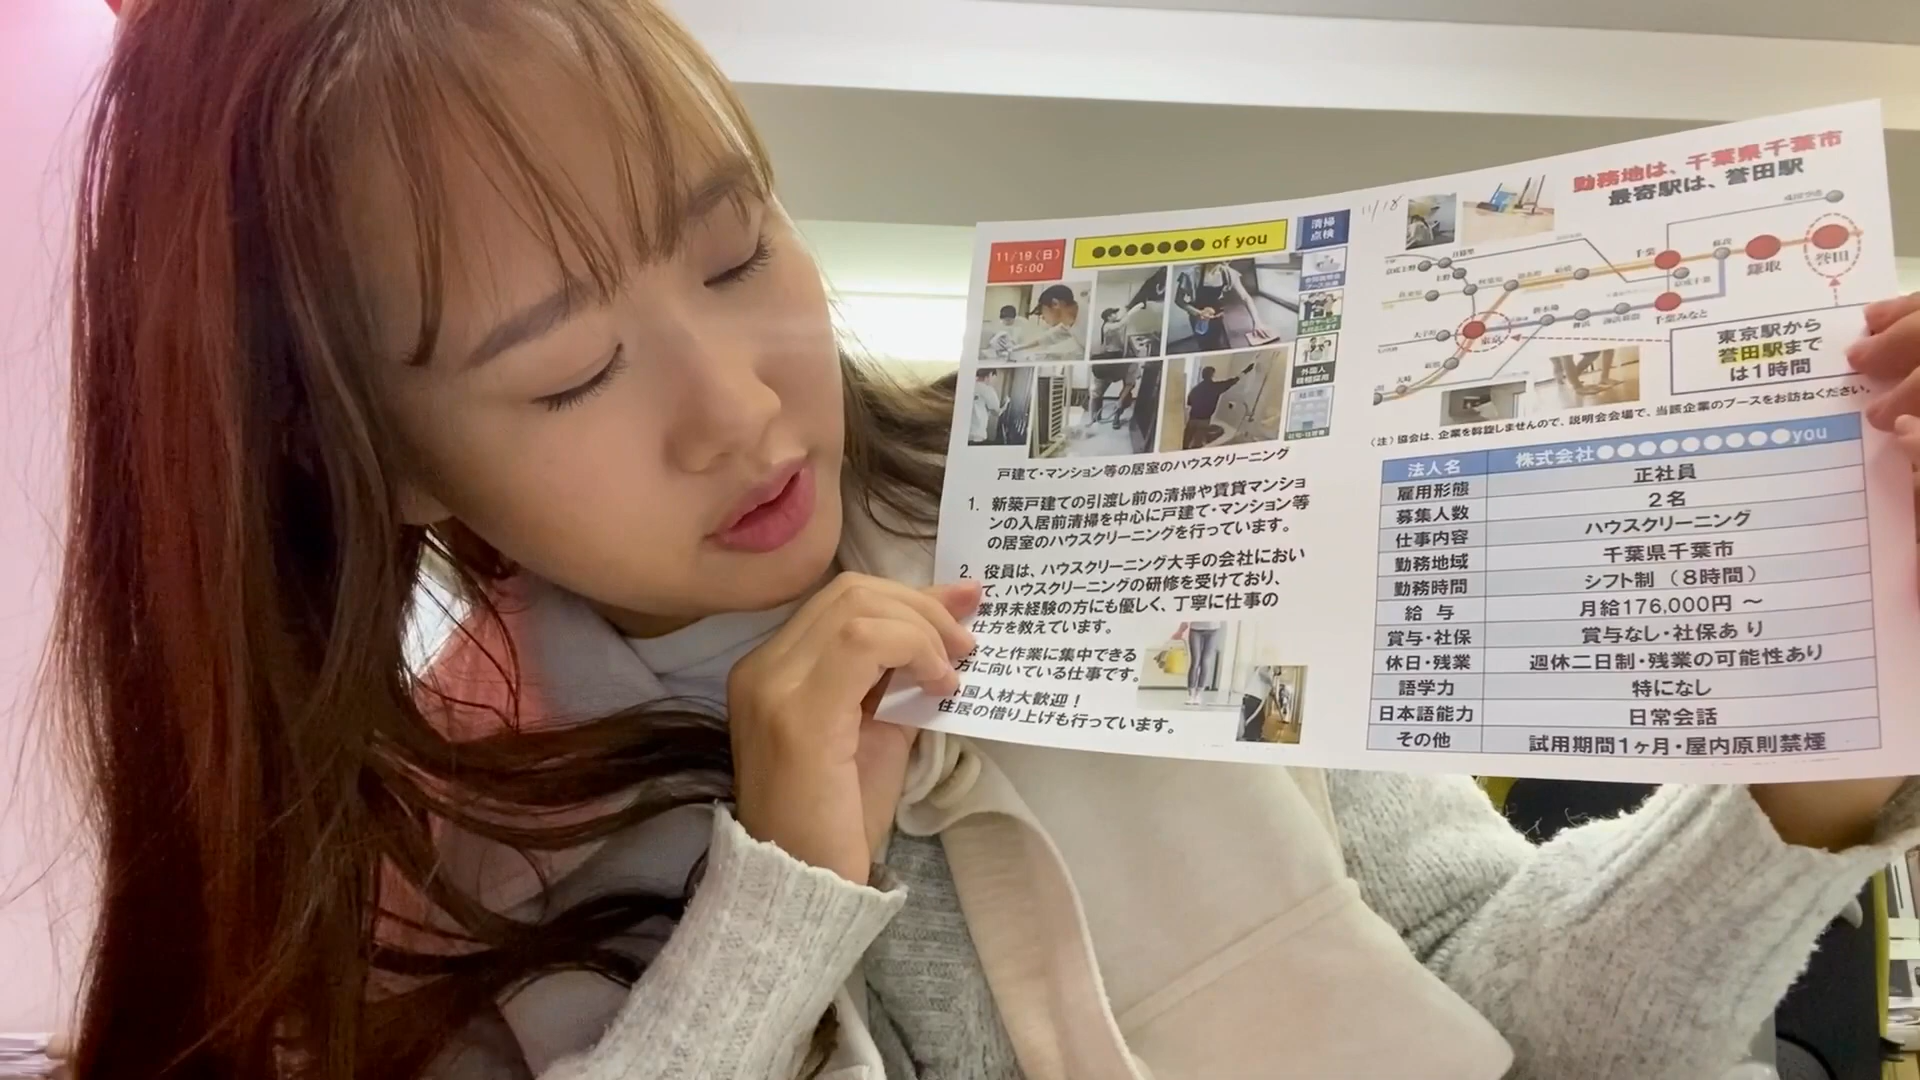 11/19(日)
15:00
●●●●●●● of you
清掃
点検
外国人
戸建て・マンション等の居室のハウスクリーニング
1. 新築戸建ての引渡し前の清掃や賃貸マンショ
ンの入居前清掃を中心に戸建て・マンション等
の居室のハウスクリーニングを行っています。
2. 役員は、ハウスクリーニング大手の会社におい
て、ハウスクリーニングの研修を受けており、
業界未経験の方にも優しく、丁寧に仕事の
仕方を教えています。
々と作業に集中できる
方に向いている仕事です。
国人材大歓迎！
住居の借り上げも行っています。
11/18
勤務地は、千葉県千葉市
最寄駅は、誉田駅
千葉
蘇我
鎌取
誉田
千葉みなと
東京
東京駅から
誉田駅まで
は1時間
（注）協会は、企業を斡旋しませんので、説明会会場で、当該企業のブースをお訪ねください。
法人名 株式会社●●●●●●●●●you
雇用形態 正社員
募集人数 2名
仕事内容 ハウスクリーニング
勤務地域 千葉県千葉市
勤務時間 シフト制（8時間）
給 与 月給176,000円 〜
賞与・社保 賞与なし・社保あり
休日・残業 週休二日制・残業の可能性あり
語学力 特になし
日本語能力 日常会話
その他 試用期間1ヶ月・屋内原則禁煙